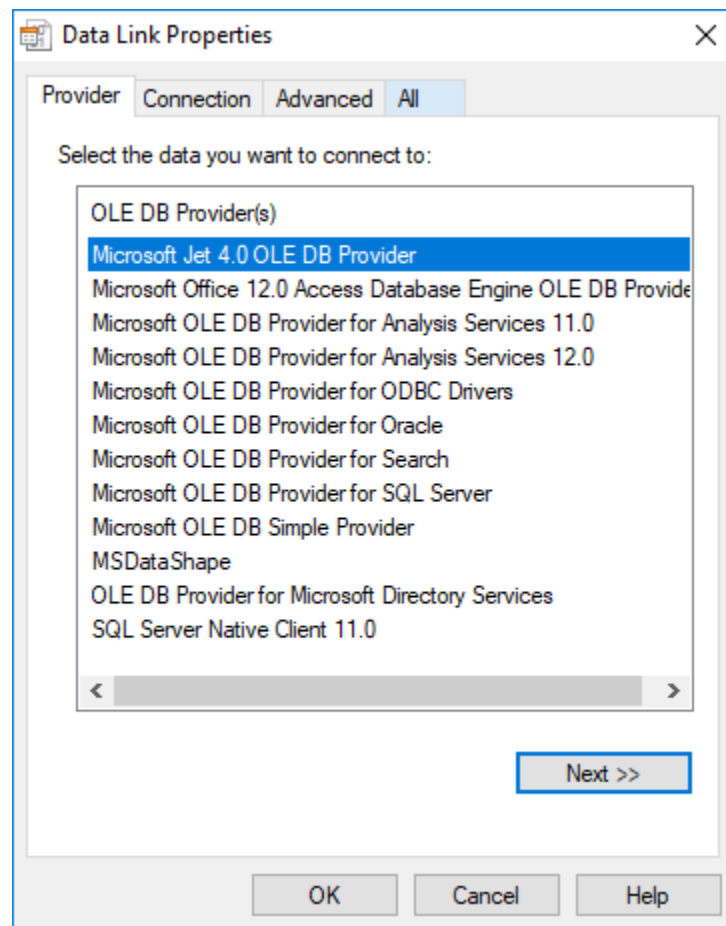 Data Link Properties
Provider Connection Advanced All
Select the data you want to connect to:
OLE DB Provider(s)
Microsoft Jet 4.0 OLE DB Provider
Microsoft Office 12.0 Access Database Engine OLE DB Provide
Microsoft OLE DB Provider for Analysis Services 11.0
Microsoft OLE DB Provider for Analysis Services 12.0
Microsoft OLE DB Provider for ODBC Drivers
Microsoft OLE DB Provider for Oracle
Microsoft OLE DB Provider for Search
Microsoft OLE DB Provider for SQL Server
Microsoft OLE DB Simple Provider
MSDataShape
OLE DB Provider for Microsoft Directory Services
SQL Server Native Client 11.0
Next >>
OK Cancel Help